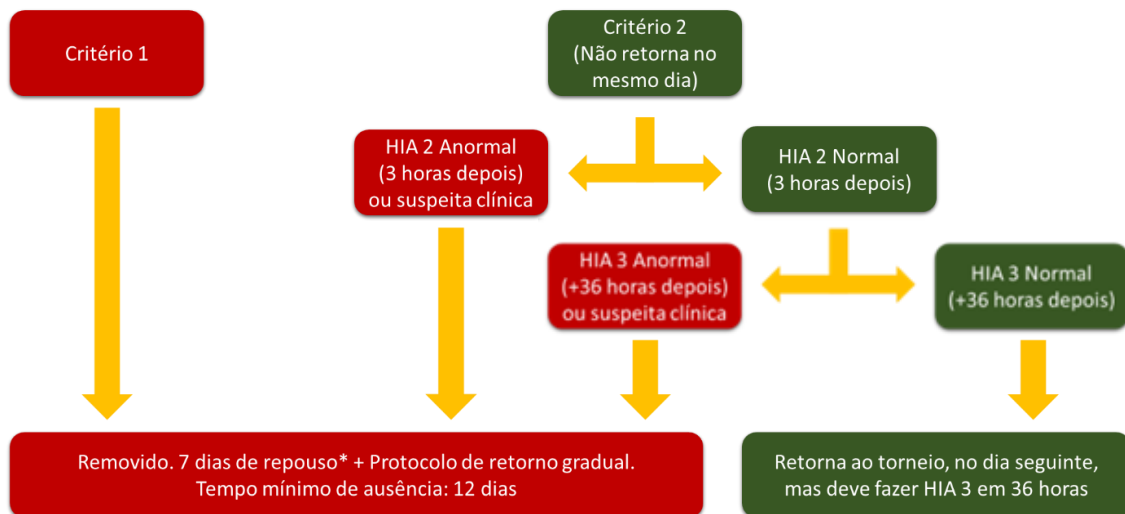 Critério 1
Critério 2
(Não retorna no
mesmo dia)
HIA 2 Anormal
(3 horas depois)
ou suspeita clínica
HIA 2 Normal
(3 horas depois)
HIA 3 Anormal
(+36 horas depois)
ou suspeita clínica
HIA 3 Normal
(+36 horas depois)
Removido. 7 dias de repouso* + Protocolo de retorno gradual.
Tempo mínimo de ausência: 12 dias
Retorna ao torneio, no dia seguinte,
mas deve fazer HIA 3 em 36 horas